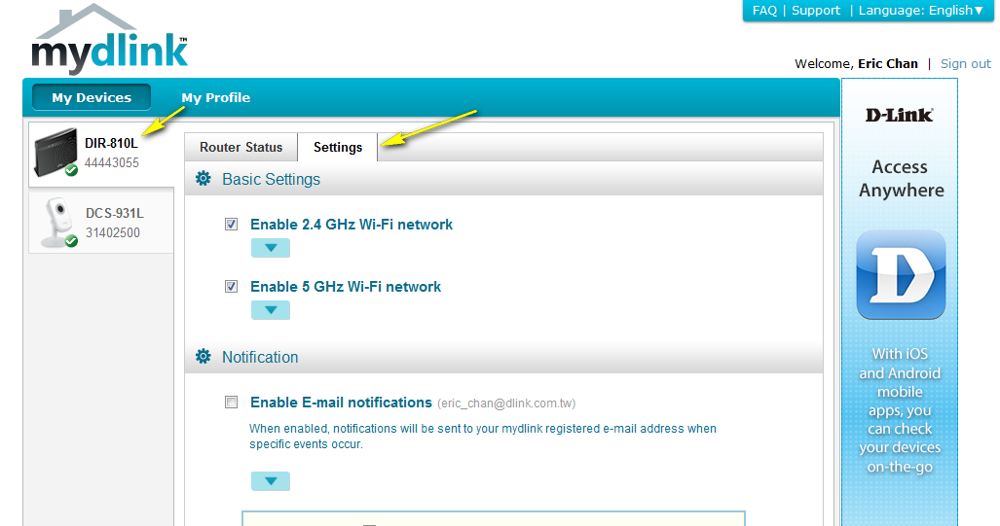 FAQ | Support | Language: English▼
mydlink™
Welcome, Eric Chan | Sign out
My Devices
My Profile
DIR-810L
44443055
DCS-931L
31402500
Router Status
Settings
Basic Settings
Enable 2.4 GHz Wi-Fi network
Enable 5 GHz Wi-Fi network
Notification
Enable E-mail notifications (eric_chan@dlink.com.tw)
When enabled, notifications will be sent to your mydlink registered e-mail address when
specific events occur.
D-Link
Access
Anywhere
D
With iOS
and Android
mobile
apps, you
can check
your devices
on-the-go